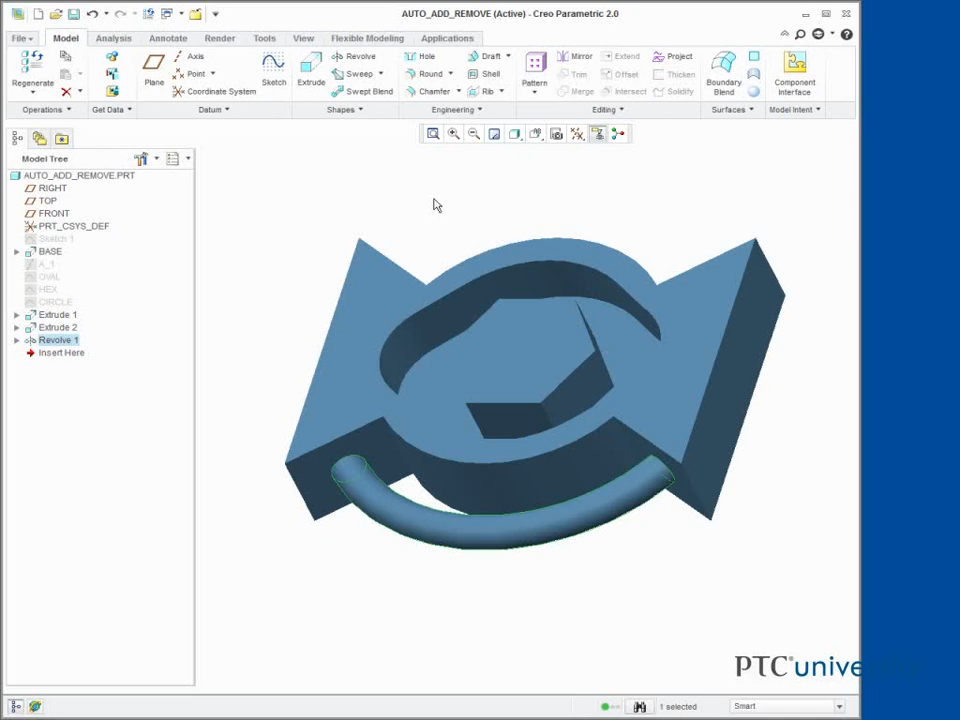 AUTO_ADD_REMOVE (Active) - Creo Parametric 2.0
File Model Analysis Annotate Render Tools View Flexible Modeling Applications
Regenerate
Operations
Get Data
Plane
Axis
Point
Coordinate System
Datum
Sketch
Extrude
Revolve
Sweep
Swept Blend
Shapes
Hole
Round
Chamfer
Draft
Shell
Rib
Engineering
Pattern
Mirror
Trim
Merge
Extend
Offset
Intersect
Project
Thicken
Solidify
Editing
Boundary
Blend
Surfaces
Component
Interface
Model Intent
Model Tree
AUTO_ADD_REMOVE.PRT
RIGHT
TOP
FRONT
PRT_CSYS_DEF
Sketch 1
BASE
A_1
OVAL
HEX
CIRCLE
Extrude 1
Extrude 2
Revolve 1
Insert Here
PTC unive
1 selected
Smart